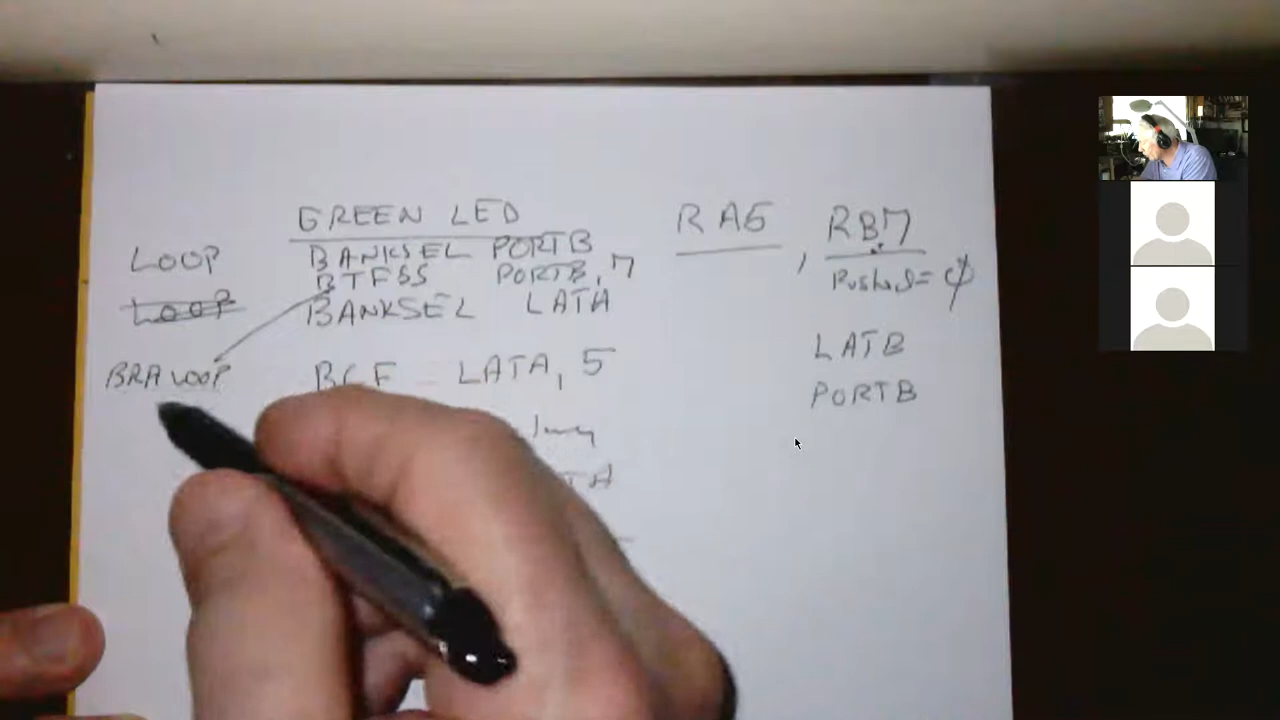 GREEN LED RA5, RB7
LOOP BANKSEL PORTB
BTFSS PORTB, 7 Pushed = 0
LOOP BANKSEL LATA
LATB
BRA LOOP BCF LATA, 5
PORTB